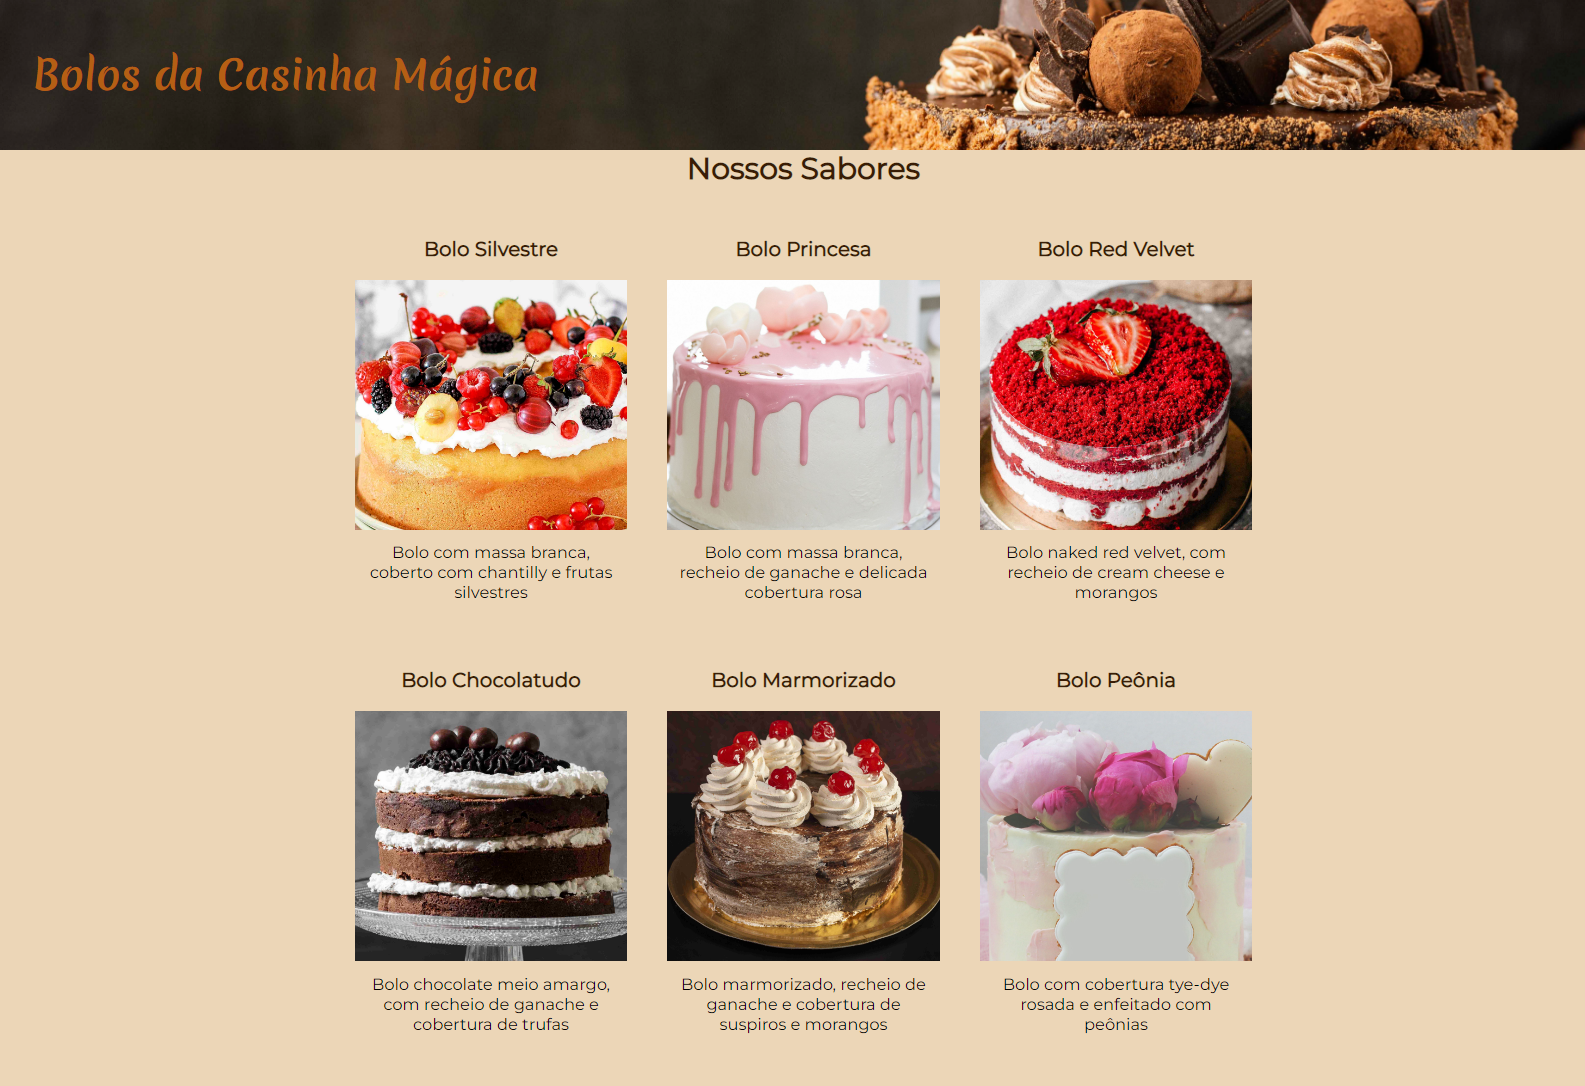 Bolos da Casinha Mágica
Nossos Sabores
Bolo Silvestre
Bolo com massa branca,
coberto com chantilly e frutas
silvestres
Bolo Princesa
Bolo com massa branca,
recheio de ganache e delicada
cobertura rosa
Bolo Red Velvet
Bolo naked red velvet, com
recheio de cream cheese e
morangos
Bolo Chocolatudo
Bolo chocolate meio amargo,
com recheio de ganache e
cobertura de trufas
Bolo Marmorizado
Bolo marmorizado, recheio de
ganache e cobertura de
suspiros e morangos
Bolo Peônia
Bolo com cobertura tye-dye
rosada e enfeitado com
peônias